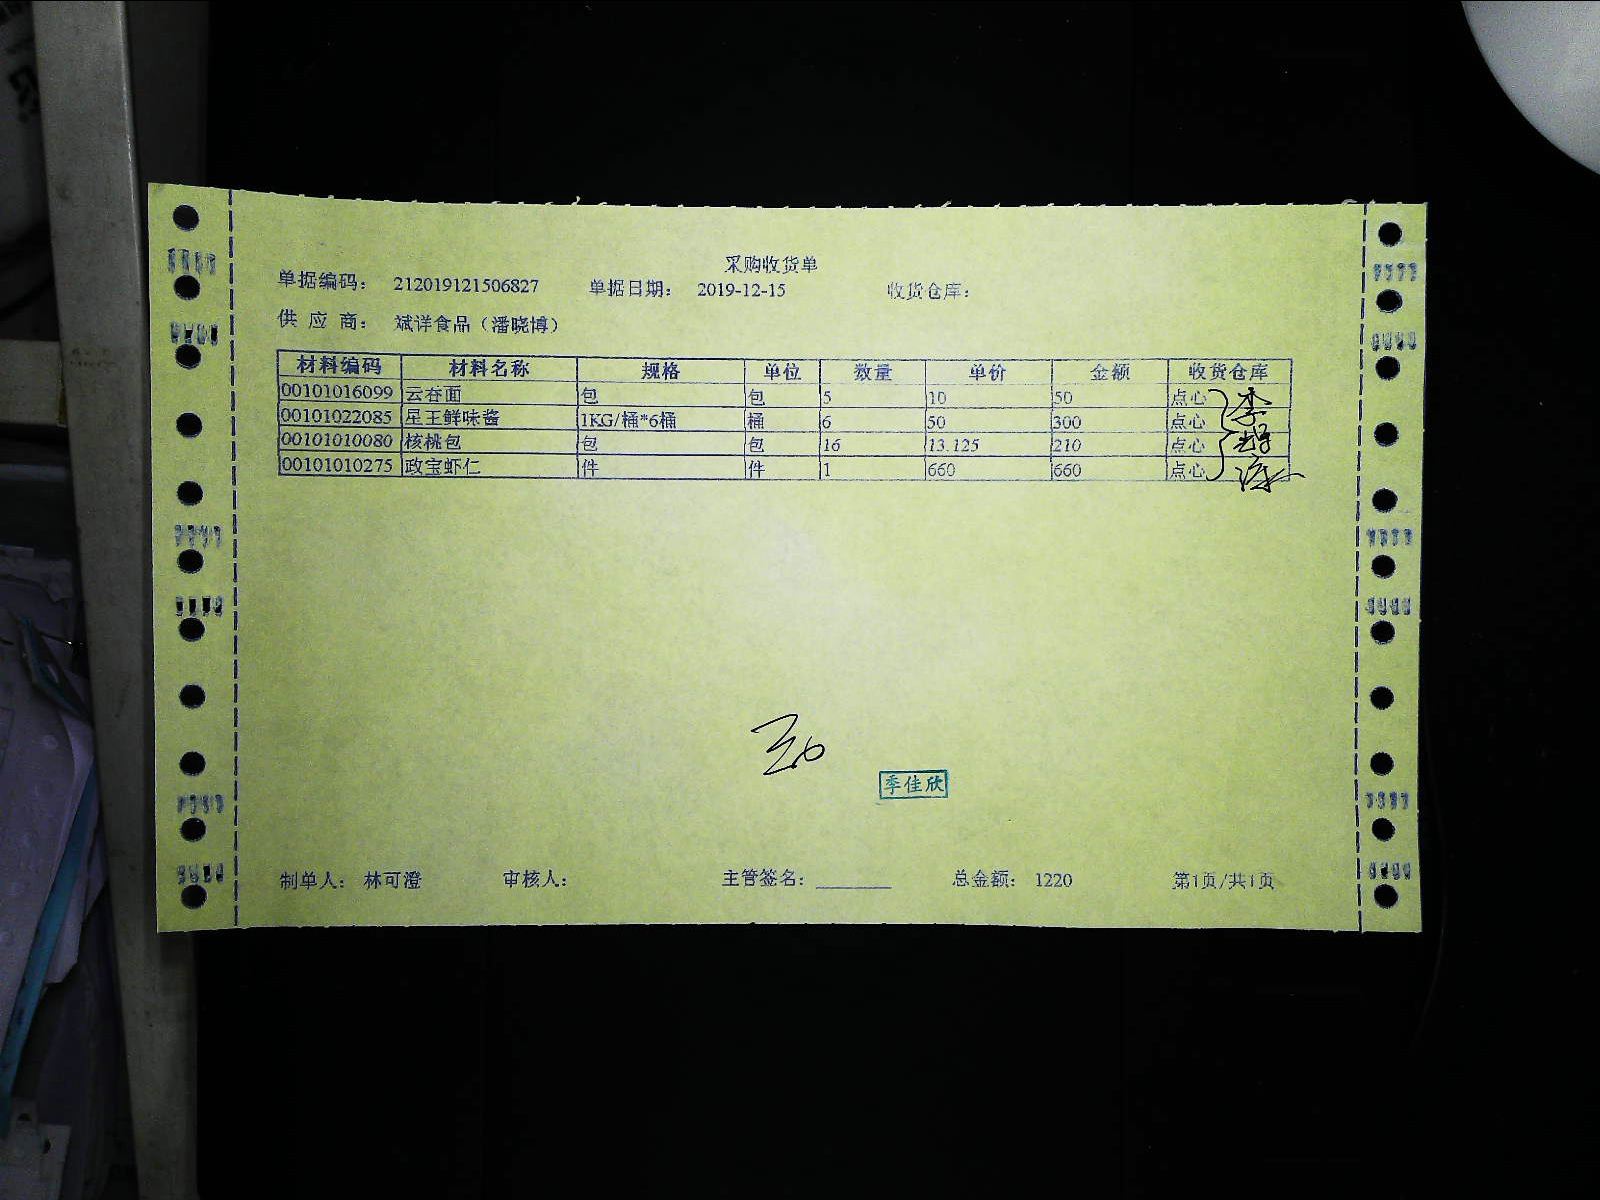 采购收货单
单据编码: 212019121506827 单据日期: 2019-12-15 收货仓库:
供 应 商: 斌详食品(潘晓博)
材料编码 材料名称 规格 单位 数量 单价 金额 收货仓库
00101016099 云吞面 包 包 5 10 50 点心
00101022085 星王鲜味酱 1KG/桶*6桶 桶 6 50 300 点心
00101010080 核桃包 包 包 16 13.125 210 点心
00101010275 政宝虾仁 件 件 1 660 660 点心
季佳欣
制单人: 林可澄 审核人: 主管签名: ________ 总金额: 1220 第1页/共1页